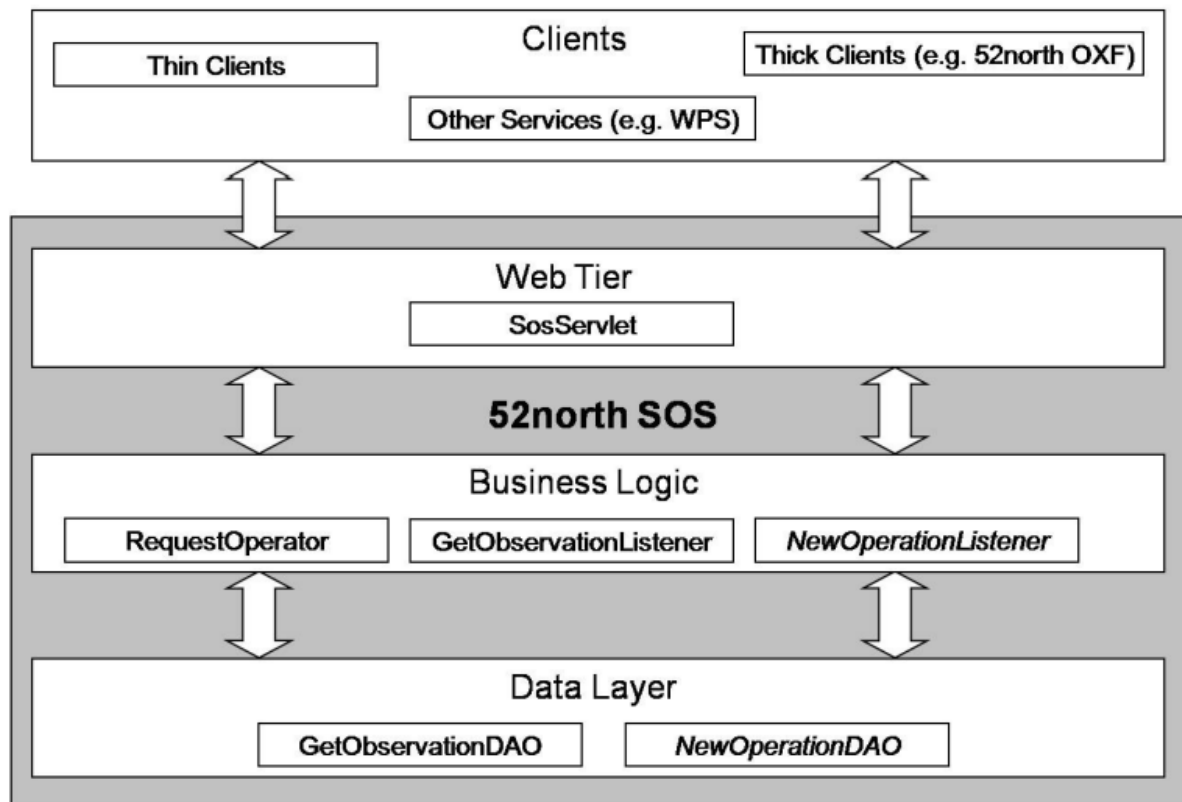 Clients
Thin Clients
Thick Clients (e.g. 52north OXF)
Other Services (e.g. WPS)
Web Tier
SosServlet
52north SOS
Business Logic
RequestOperator
GetObservationListener
NewOperationListener
Data Layer
GetObservationDAO
NewOperationDAO